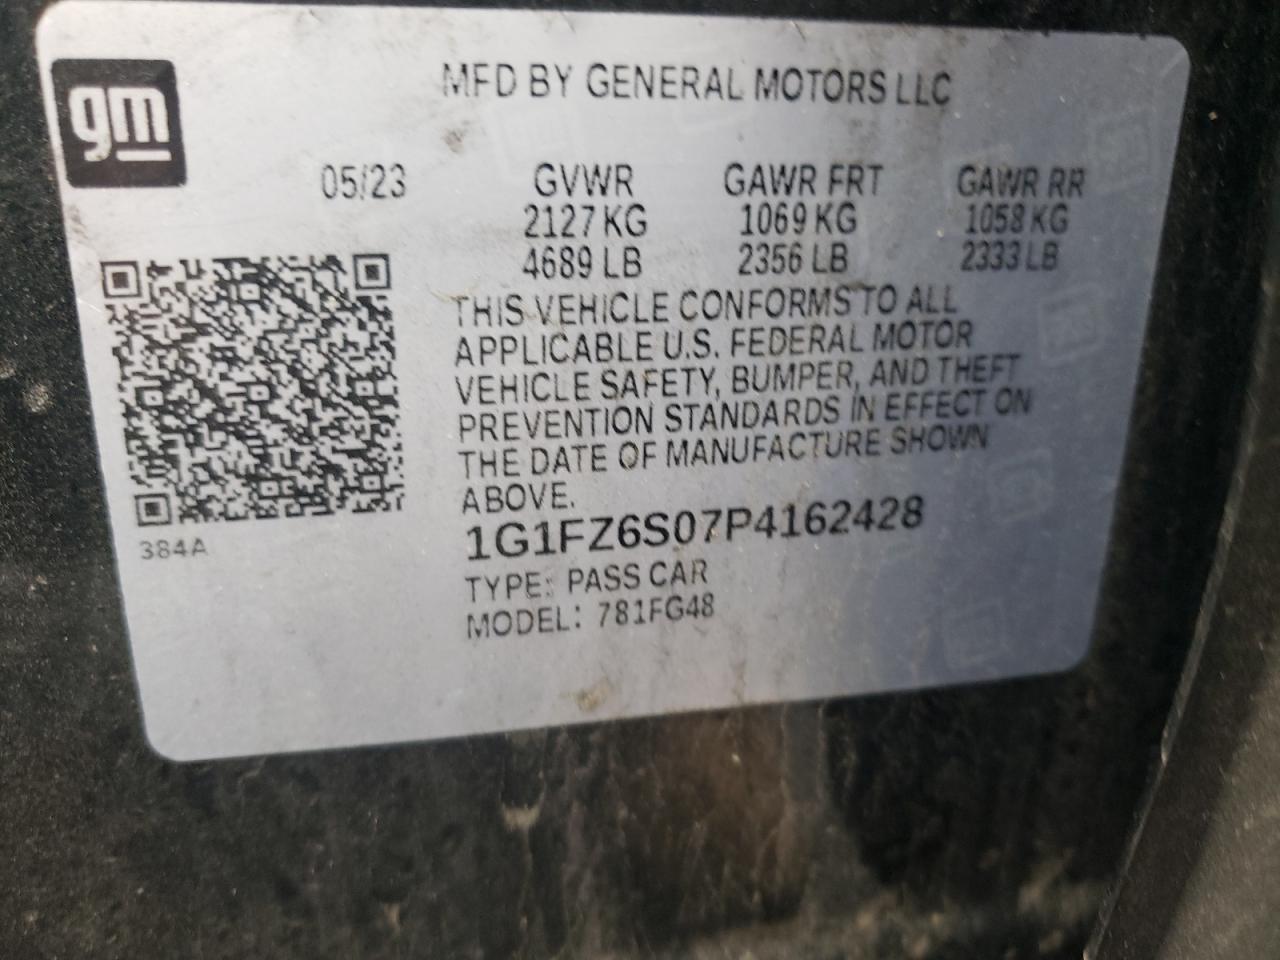 gm
MFD BY GENERAL MOTORS LLC
05/23 GVWR GAWR FRT GAWR RR
2127 KG 1069 KG 1058 KG
4689 LB 2356 LB 2333 LB
THIS VEHICLE CONFORMS TO ALL
APPLICABLE U.S. FEDERAL MOTOR
VEHICLE SAFETY, BUMPER, AND THEFT
PREVENTION STANDARDS IN EFFECT ON
THE DATE OF MANUFACTURE SHOWN
ABOVE.
1G1FZ6S07P4162428
384A
TYPE: PASS CAR
MODEL: 781FG48